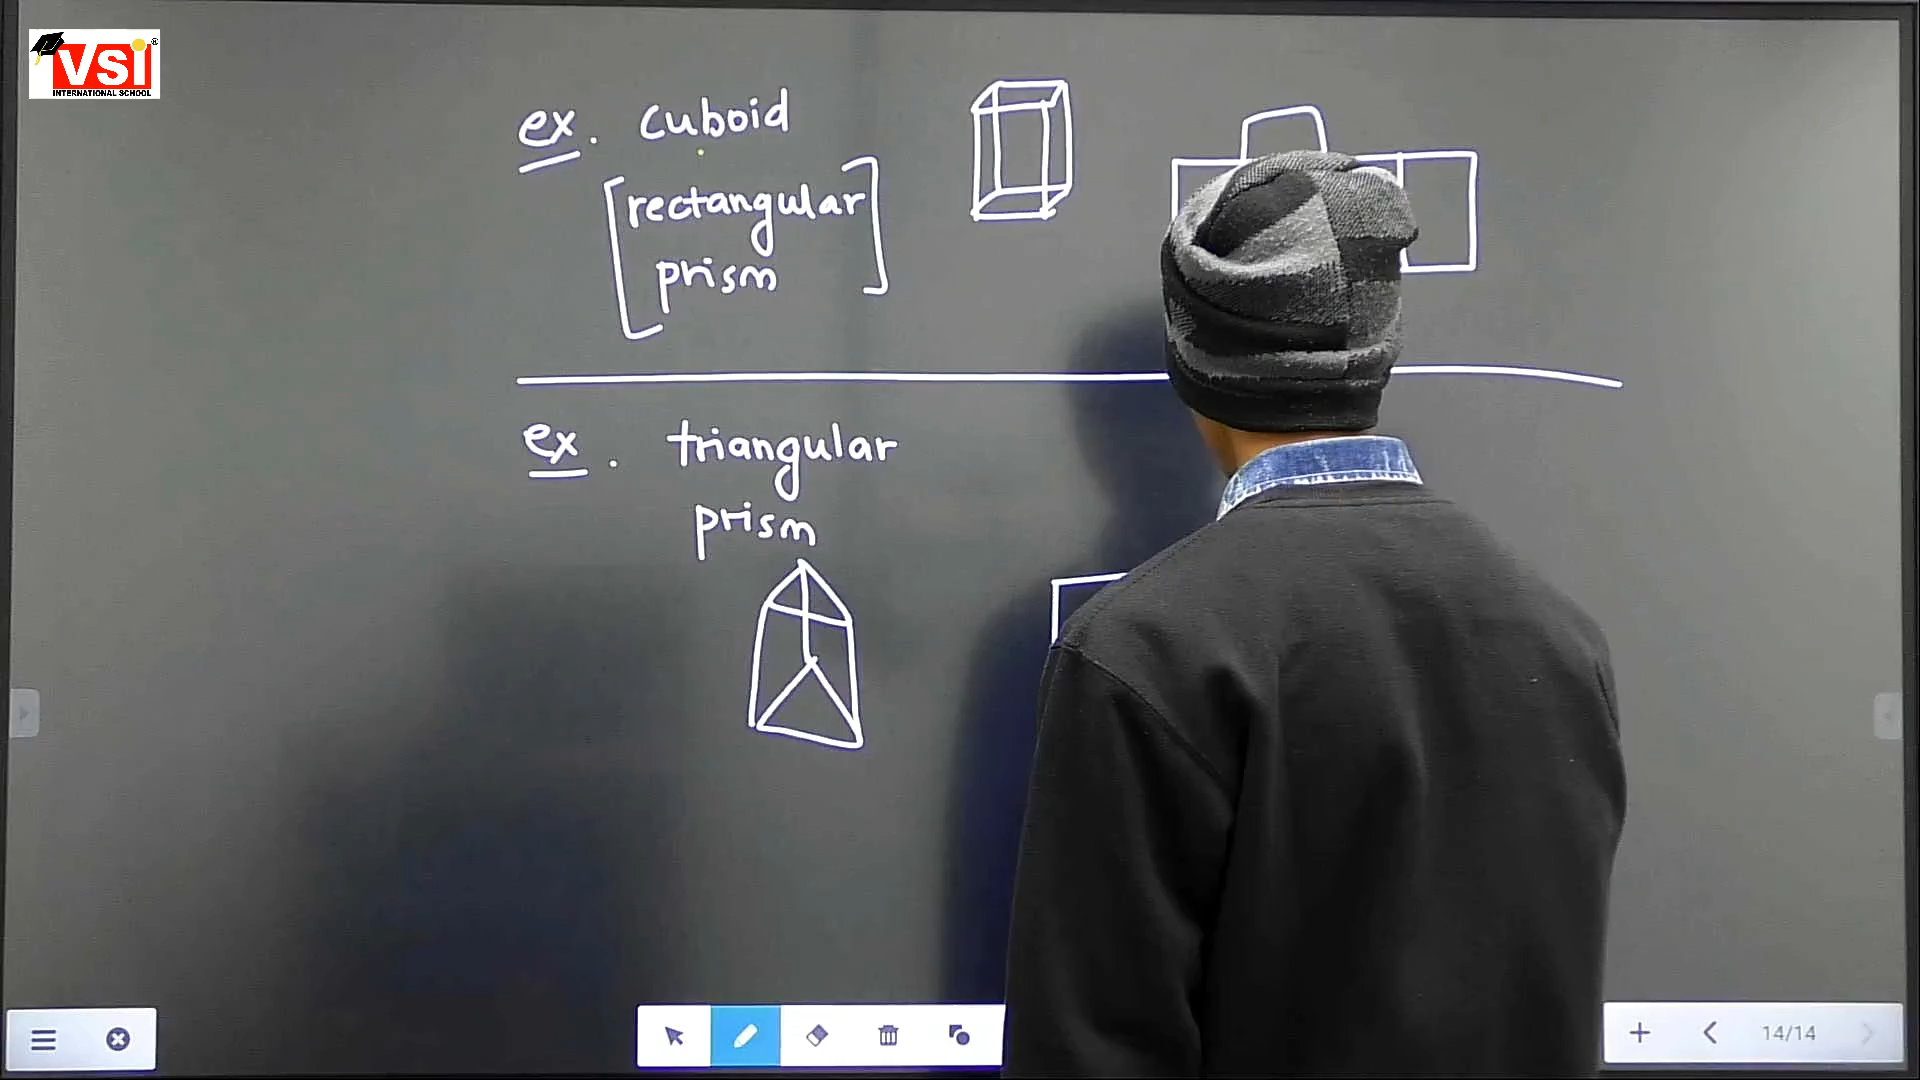 VSI
INTERNATIONAL SCHOOL
ex. cuboid
[rectangular
prism]
ex. triangular
prism
14/14